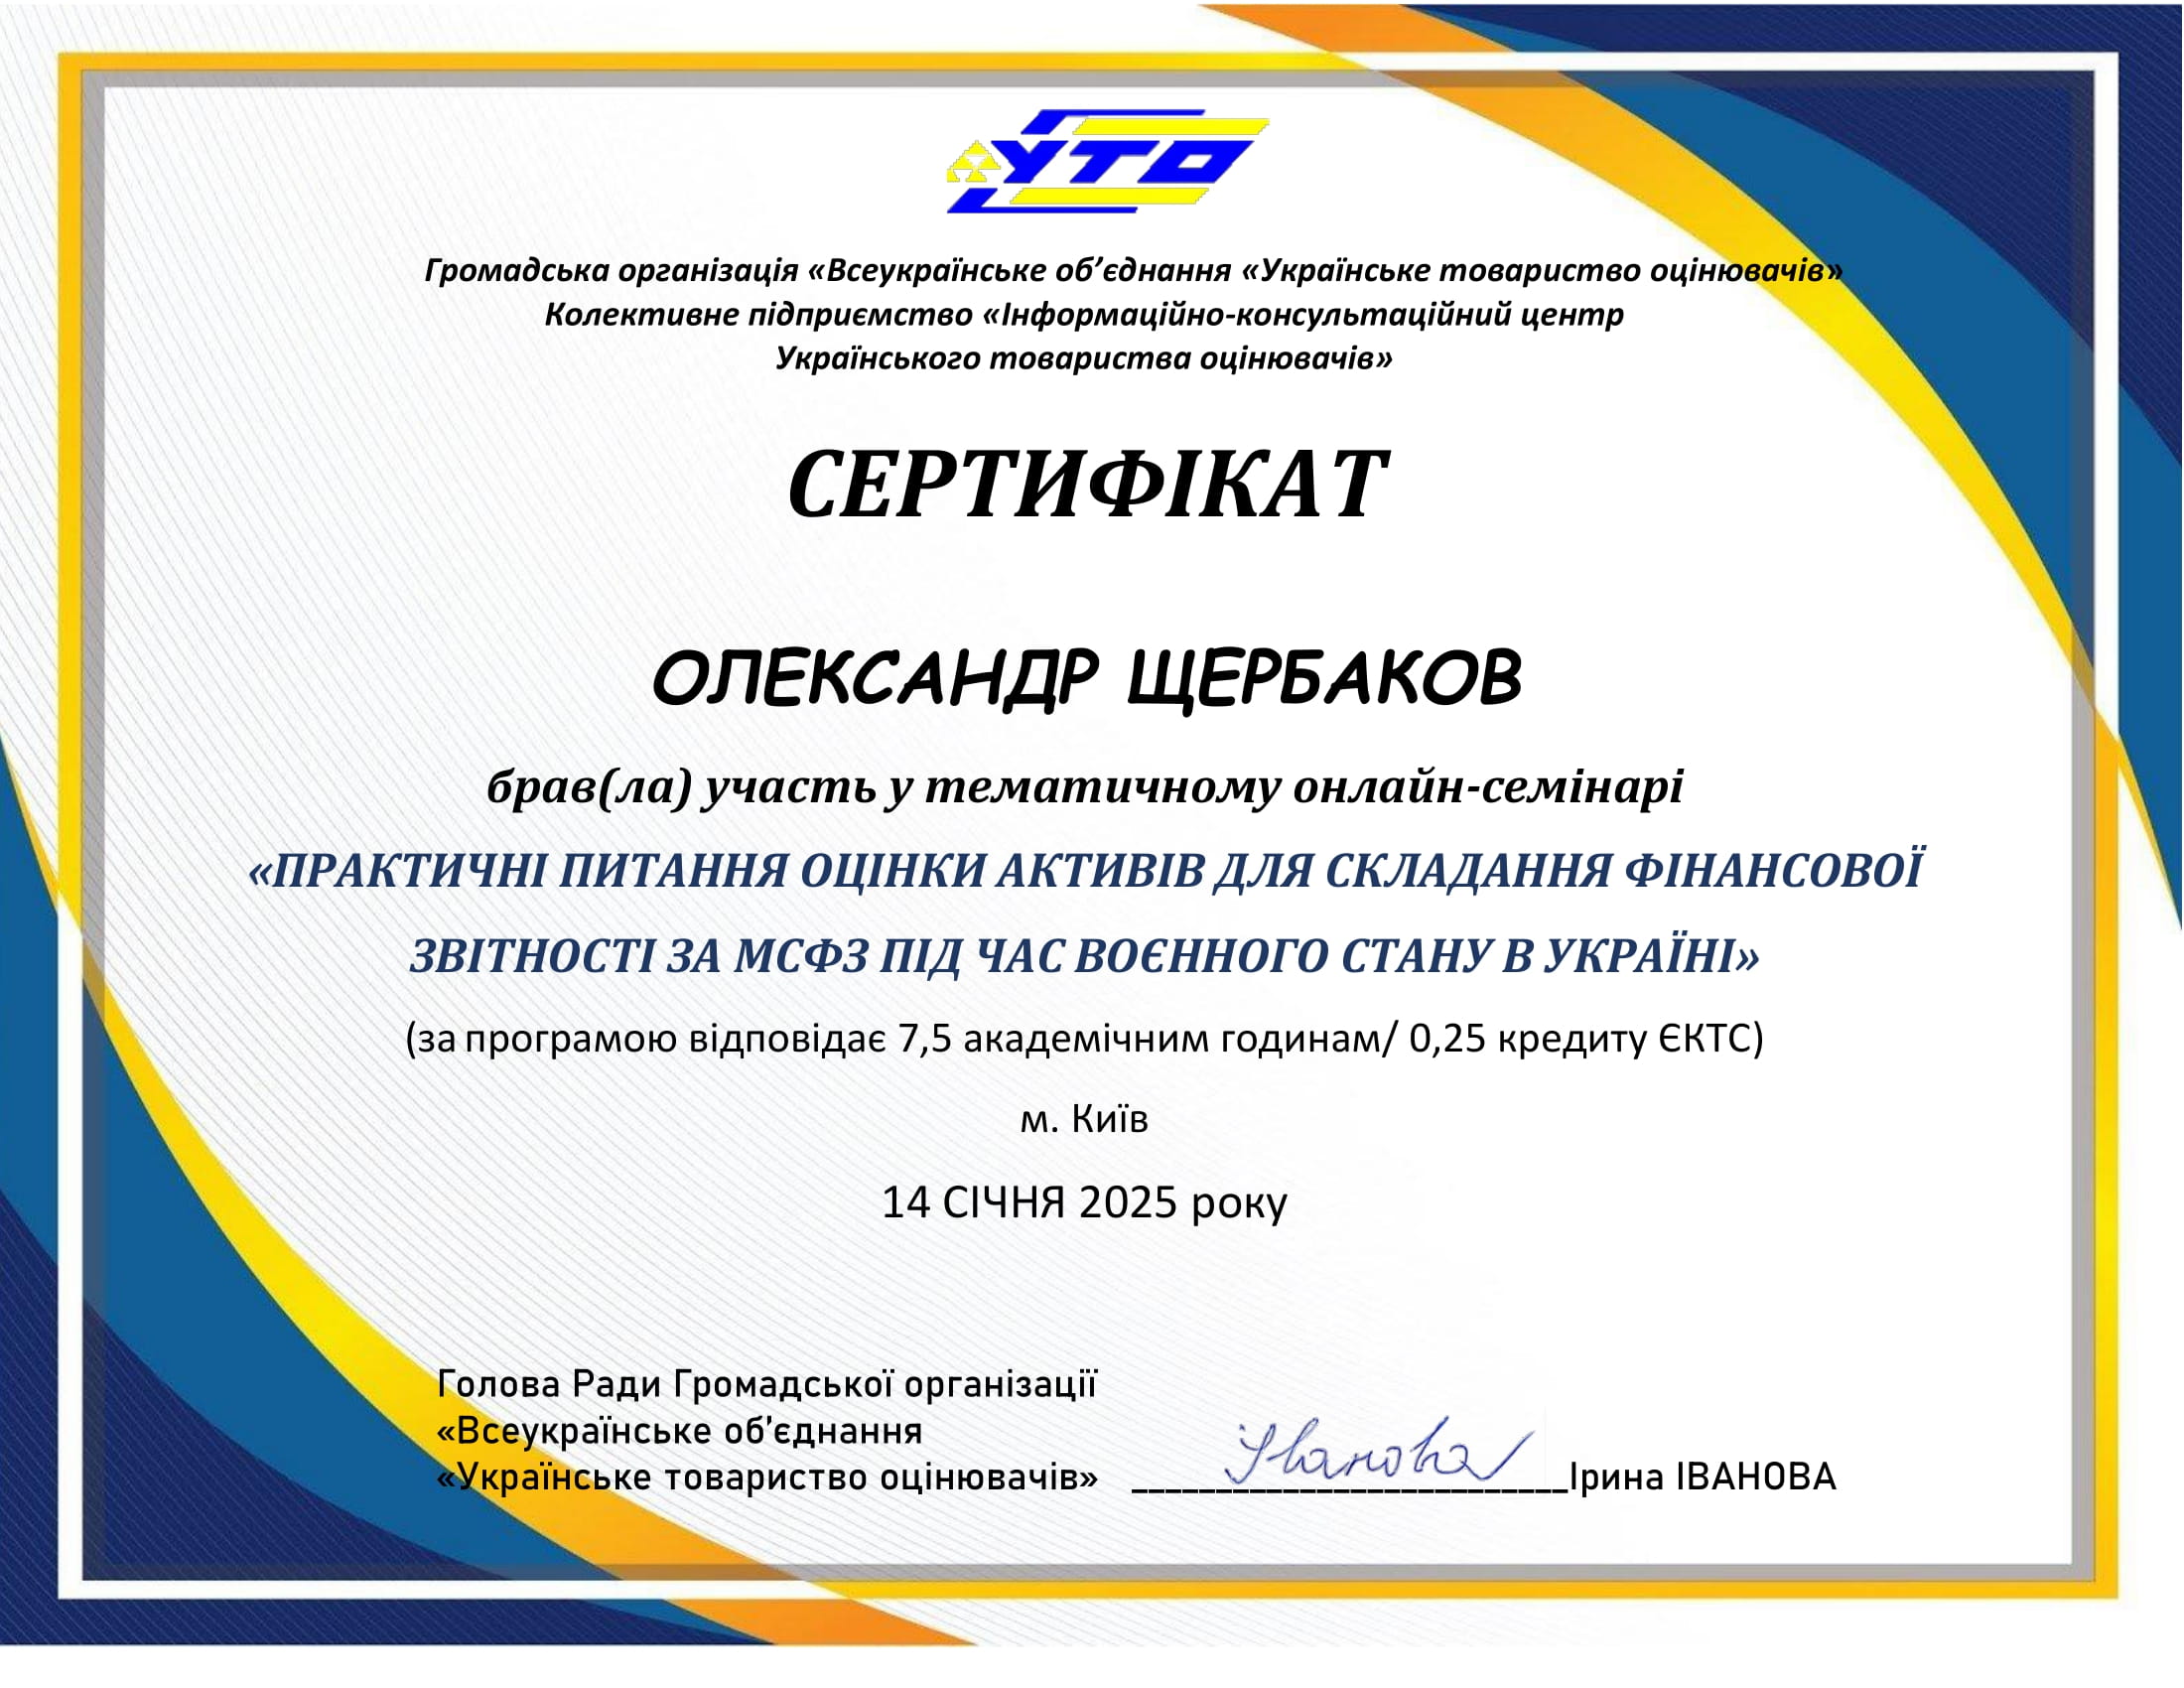 УТО
Громадська організація «Всеукраїнське об’єднання «Українське товариство оцінювачів»
Колективне підприємство «Інформаційно-консультаційний центр
Українського товариства оцінювачів»
СЕРТИФІКАТ
ОЛЕКСАНДР ЩЕРБАКОВ
брав(ла) участь у тематичному онлайн-семінарі
«ПРАКТИЧНІ ПИТАННЯ ОЦІНКИ АКТИВІВ ДЛЯ СКЛАДАННЯ ФІНАНСОВОЇ
ЗВІТНОСТІ ЗА МСФЗ ПІД ЧАС ВОЄННОГО СТАНУ В УКРАЇНІ»
(за програмою відповідає 7,5 академічним годинам/ 0,25 кредиту ЄКТС)
м. Київ
14 СІЧНЯ 2025 року
Голова Ради Громадської організації
«Всеукраїнське об'єднання
«Українське товариство оцінювачів» __________________________Ірина ІВАНОВА
Іванова